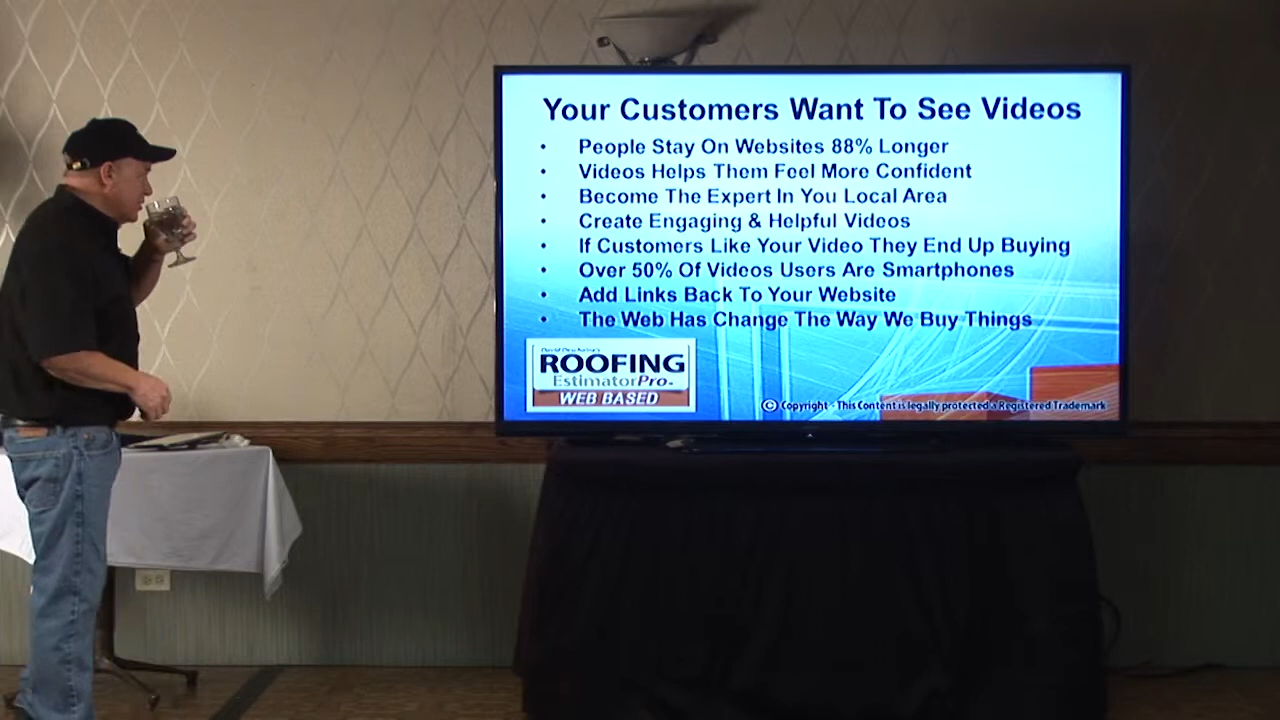 Your Customers Want To See Videos
• People Stay On Websites 88% Longer
• Videos Helps Them Feel More Confident
• Become The Expert In You Local Area
• Create Engaging & Helpful Videos
• If Customers Like Your Video They End Up Buying
• Over 50% Of Videos Users Are Smartphones
• Add Links Back To Your Website
• The Web Has Change The Way We Buy Things
ROOFING
EstimatorPro
WEB BASED
© Copyright - This Content is legally protected a Registered Trademark